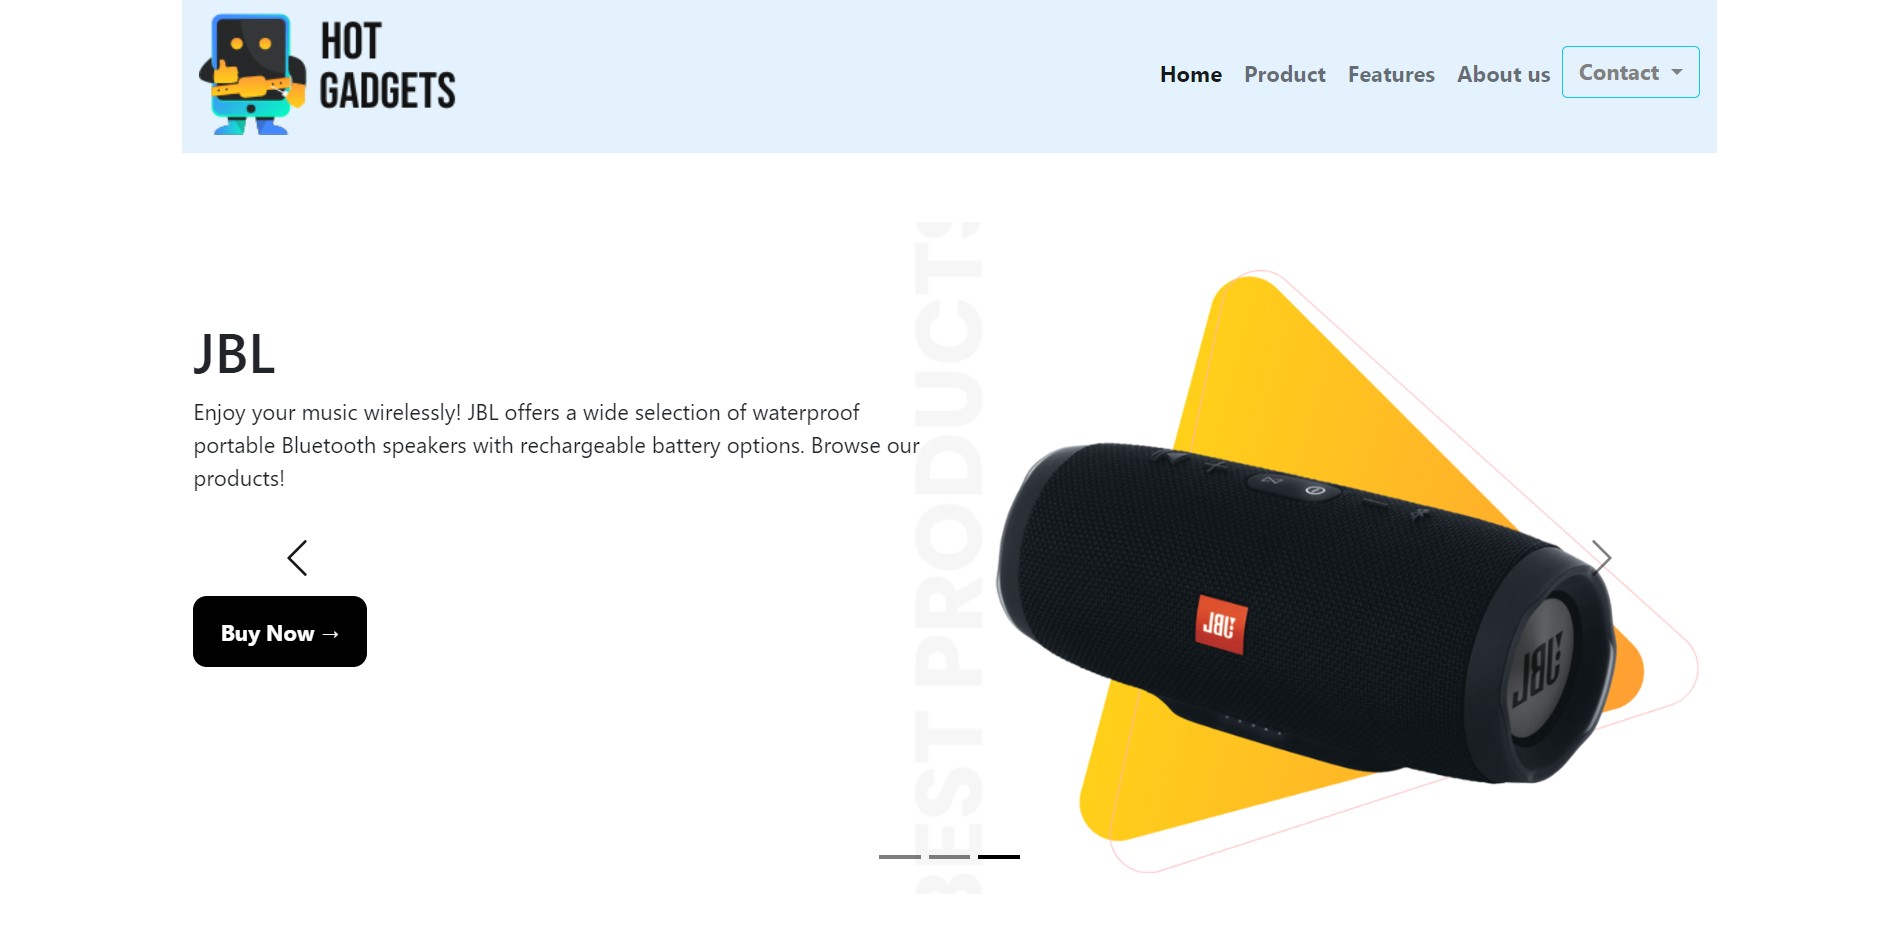 HOT
GADGETS
Home
Product
Features
About us
Contact
JBL
Enjoy your music wirelessly! JBL offers a wide selection of waterproof
portable Bluetooth speakers with rechargeable battery options. Browse our
products!
Buy Now →
BEST PRODUCTS
JBL
JBL